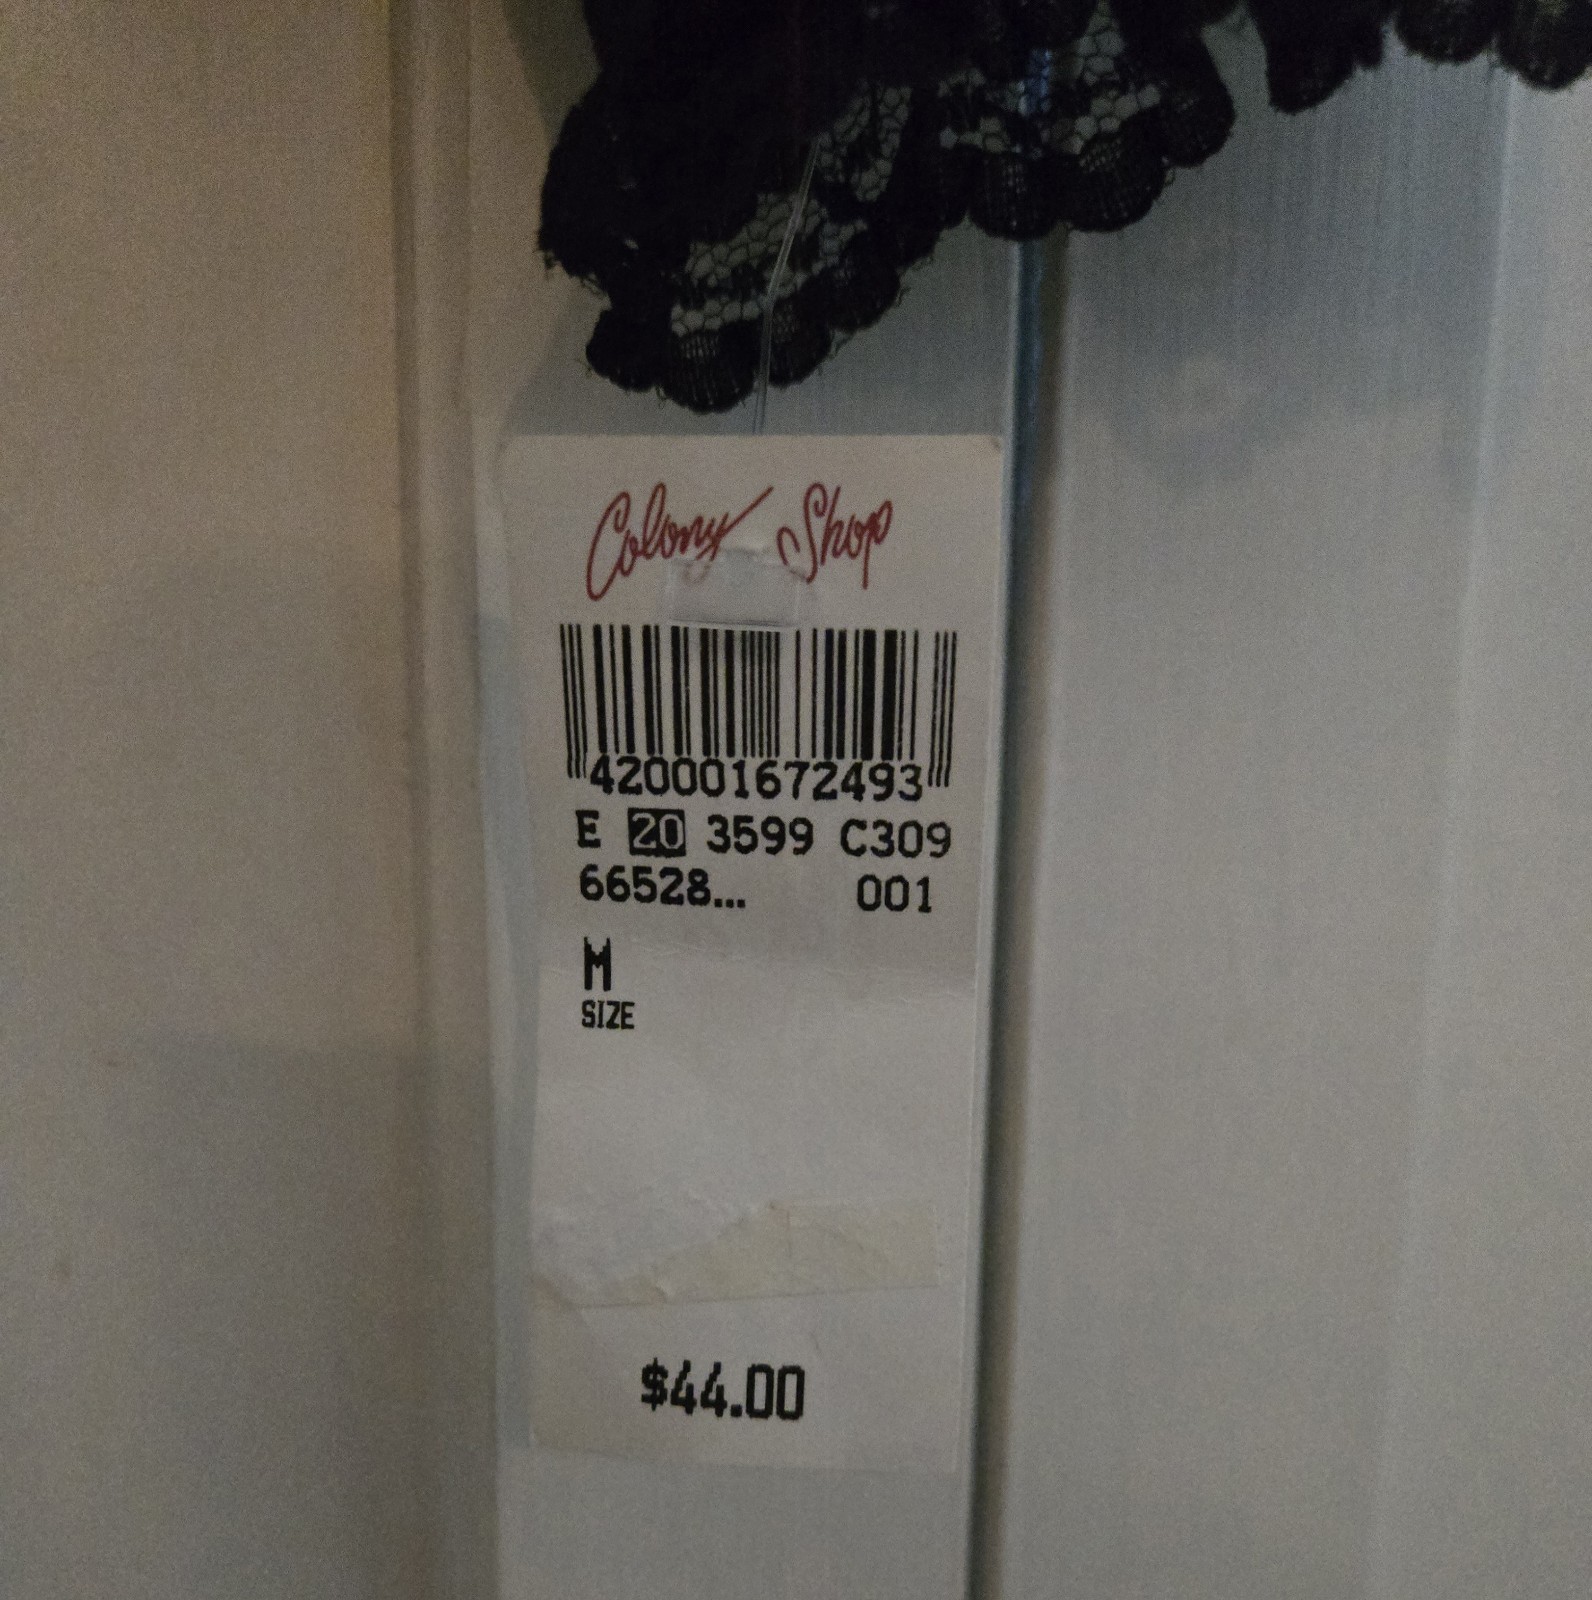 Colony Shop
420001672493
E 20 3599 C309
66528... 001
M
SIZE
$44.00